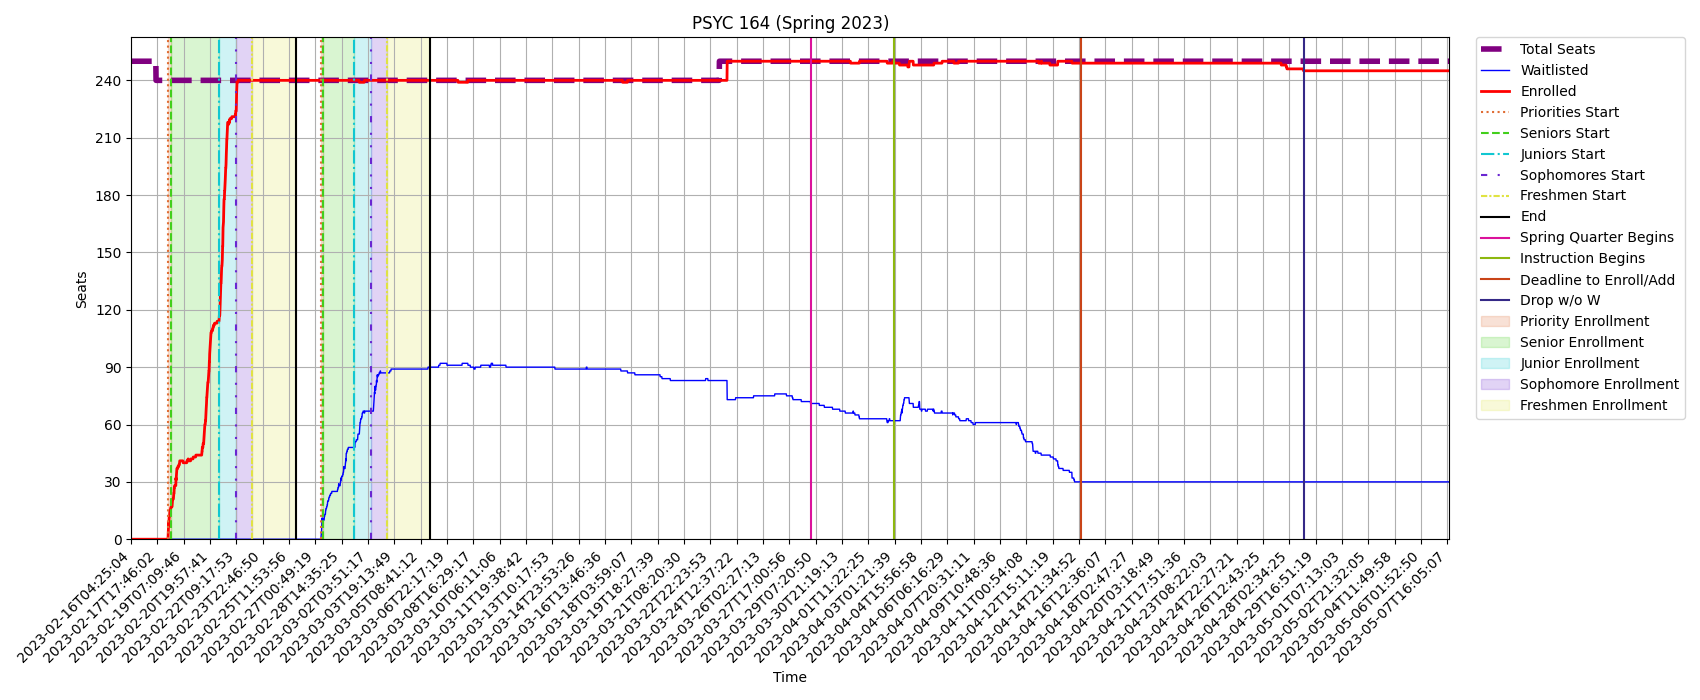 PSYC 164 (Spring 2023)
Seats
240
210
180
150
120
90
60
30
0
2023-02-16T04:25:04
2023-02-17T17:46:02
2023-02-19T07:09:46
2023-02-20T19:57:41
2023-02-22T09:17:53
2023-02-23T22:46:50
2023-02-25T11:53:56
2023-02-27T00:49:19
2023-02-28T14:35:25
2023-03-02T03:51:17
2023-03-03T19:13:49
2023-03-05T08:41:12
2023-03-06T22:17:19
2023-03-08T16:29:17
2023-03-10T06:11:06
2023-03-11T19:38:42
2023-03-13T10:17:53
2023-03-14T23:53:26
2023-03-16T13:46:36
2023-03-18T03:59:07
2023-03-19T18:27:39
2023-03-21T08:20:30
2023-03-22T22:23:53
2023-03-24T12:37:22
2023-03-26T02:27:13
2023-03-27T17:00:56
2023-03-29T07:20:50
2023-03-30T21:19:13
2023-04-01T11:22:25
2023-04-03T01:21:39
2023-04-04T15:56:58
2023-04-06T06:16:29
2023-04-07T20:31:11
2023-04-09T10:48:36
2023-04-11T00:54:08
2023-04-12T15:11:19
2023-04-14T21:34:52
2023-04-16T12:36:07
2023-04-18T02:47:27
2023-04-20T03:18:49
2023-04-21T17:51:36
2023-04-23T08:22:03
2023-04-24T22:27:21
2023-04-26T12:43:25
2023-04-28T02:34:25
2023-04-29T16:51:19
2023-05-01T07:13:03
2023-05-02T21:32:05
2023-05-04T11:49:58
2023-05-06T01:52:50
2023-05-07T16:05:07
Time
Total Seats
Waitlisted
Enrolled
Priorities Start
Seniors Start
Juniors Start
Sophomores Start
Freshmen Start
End
Spring Quarter Begins
Instruction Begins
Deadline to Enroll/Add
Drop w/o W
Priority Enrollment
Senior Enrollment
Junior Enrollment
Sophomore Enrollment
Freshmen Enrollment